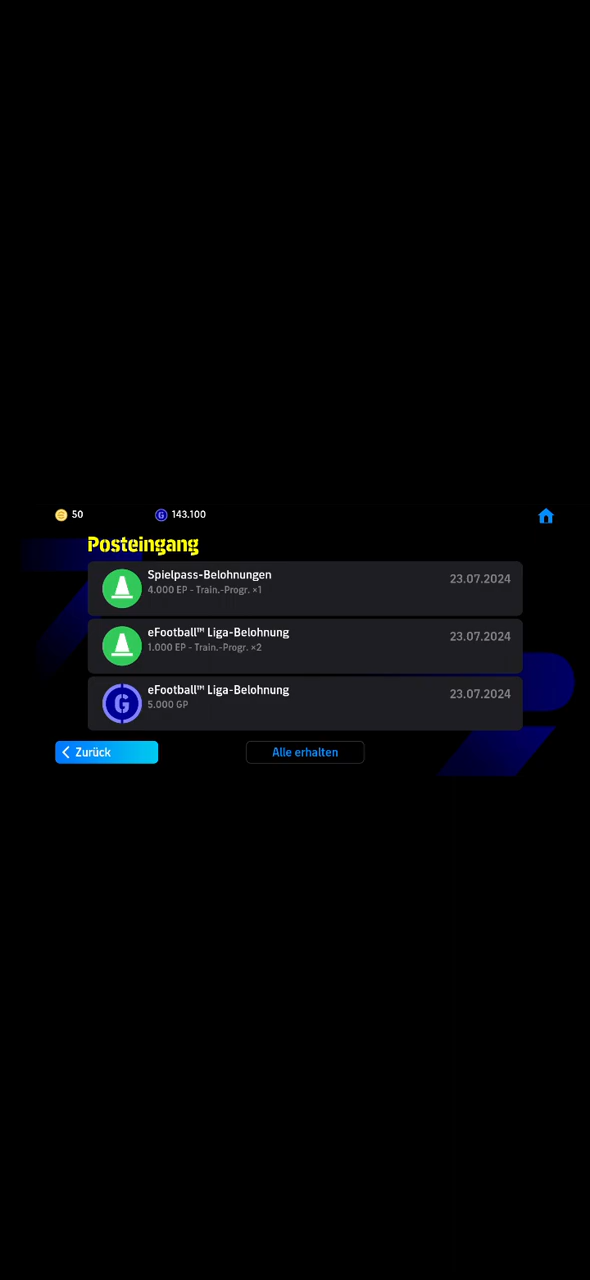 50
143.100
Posteingang
Spielpass-Belohnungen
23.07.2024
4.000 EP - Train.-Progr. ×1
eFootball™ Liga-Belohnung
23.07.2024
1.000 EP - Train.-Progr. ×2
eFootball™ Liga-Belohnung
23.07.2024
5.000 GP
Zurück
Alle erhalten